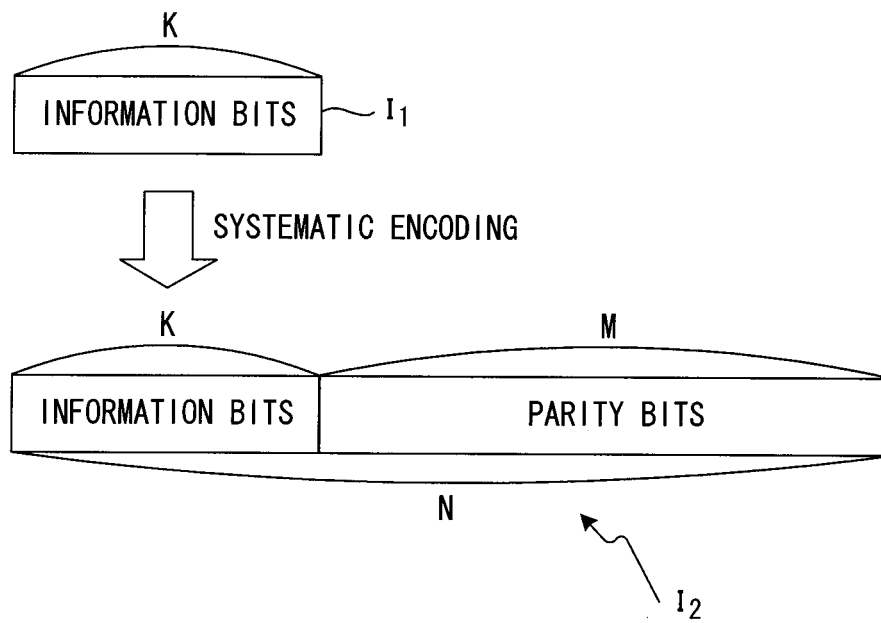 K
INFORMATION BITS
I1
SYSTEMATIC ENCODING
K
M
INFORMATION BITS
PARITY BITS
N
I2